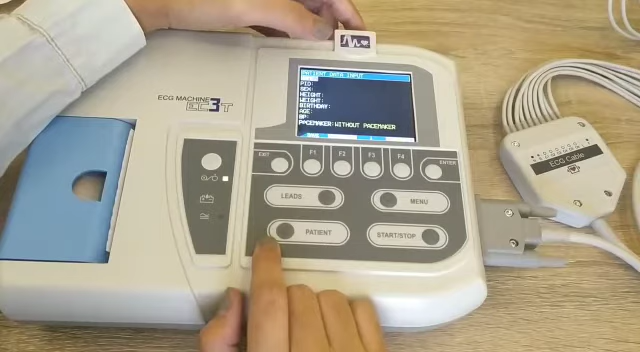 PATIENT DATA INPUT
PID:
SEX:
HEIGHT:
WEIGHT:
BIRTHDAY:
AGE:
BP
PACEMAKER: WITHOUT PACEMAKER
ECG MACHINE
EC3T
EXIT
F1
F2
F3
F4
ENTER
LEADS
MENU
PATIENT
START/STOP
ECG Cable